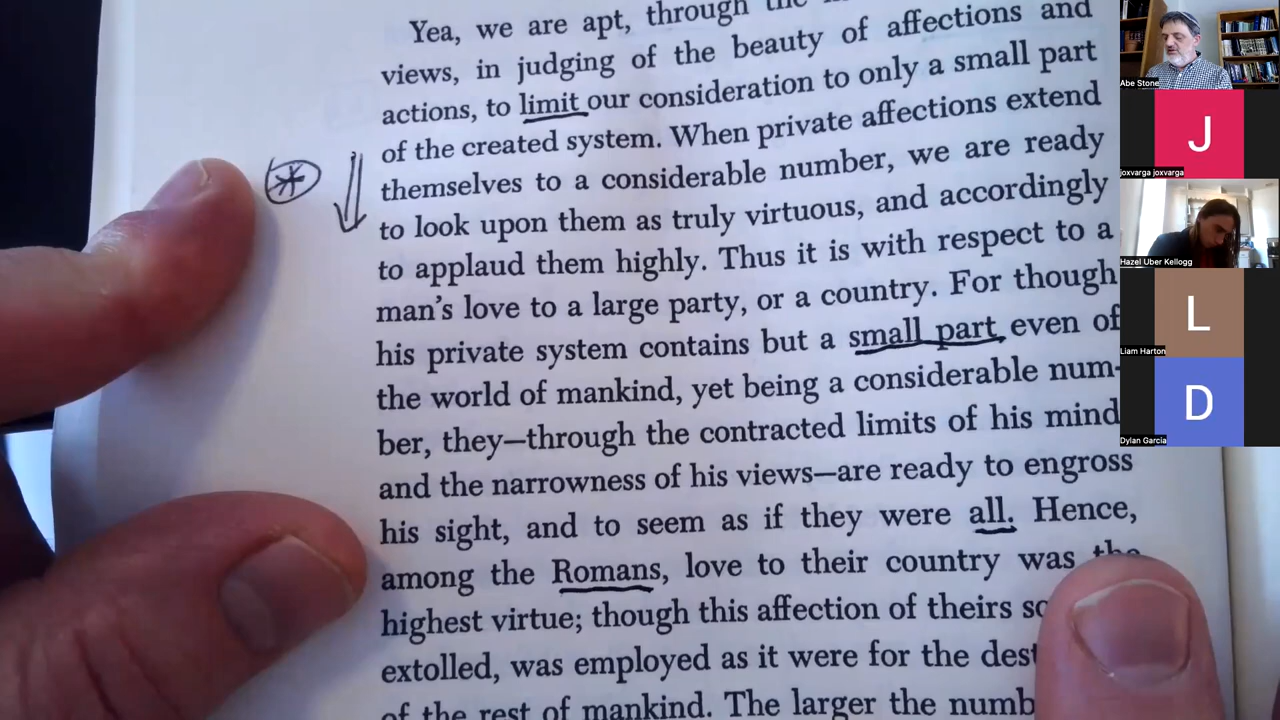 Yea, we are apt, through the
views, in judging of the beauty of affections and
actions, to limit our consideration to only a small part
of the created system. When private affections extend
themselves to a considerable number, we are ready
to look upon them as truly virtuous, and accordingly
to applaud them highly. Thus it is with respect to a
man's love to a large party, or a country. For though
his private system contains but a small part even of
the world of mankind, yet being a considerable num-
ber, they—through the contracted limits of his mind
and the narrowness of his views—are ready to engross
his sight, and to seem as if they were all. Hence,
among the Romans, love to their country was the
highest virtue; though this affection of theirs so
extolled, was employed as it were for the dest
of the rest of mankind. The larger the numb
Abe Stone
J
joxvarga joxvarga
Hazel Uber Kellogg
L
Liam Harton
D
Dylan Garcia